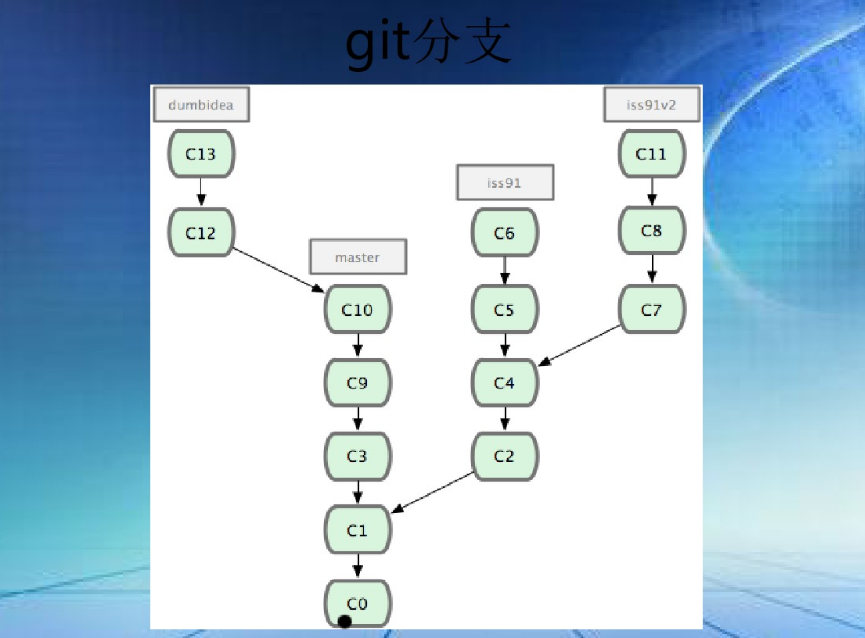 git分支
dumbidea
iss91v2
C13
C11
iss91
C12
C6
C8
master
C10
C5
C7
C9
C4
C3
C2
C1
C0